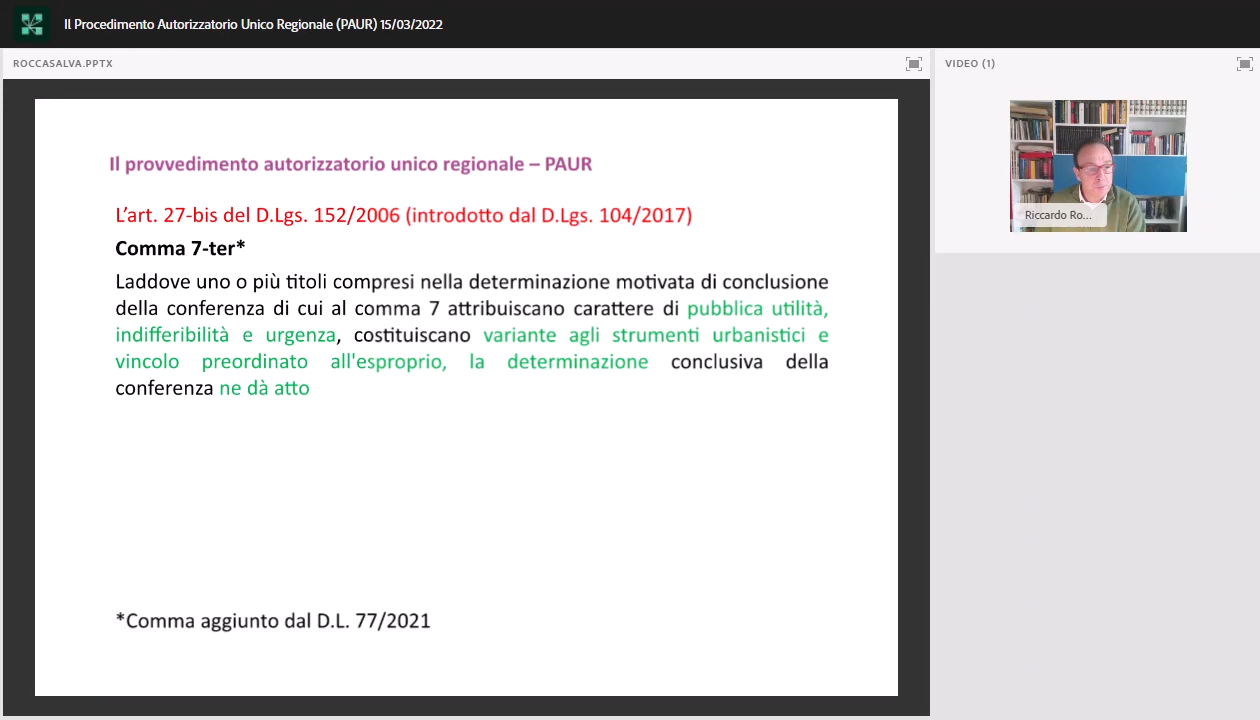 Il Procedimento Autorizzatorio Unico Regionale (PAUR) 15/03/2022
ROCCASALVA.PPTX
VIDEO (1)
Il provvedimento autorizzatorio unico regionale – PAUR
L’art. 27-bis del D.Lgs. 152/2006 (introdotto dal D.Lgs. 104/2017)
Comma 7-ter*
Laddove uno o più titoli compresi nella determinazione motivata di conclusione
della conferenza di cui al comma 7 attribuiscano carattere di pubblica utilità,
indifferibilità e urgenza, costituiscano variante agli strumenti urbanistici e
vincolo preordinato all'esproprio, la determinazione conclusiva della
conferenza ne dà atto
*Comma aggiunto dal D.L. 77/2021
Riccardo Ro...